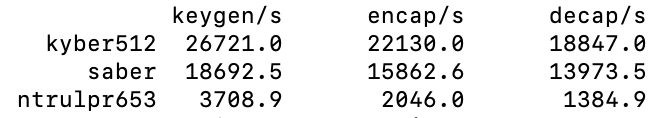 keygen/s encap/s decap/s
kyber512 26721.0 22130.0 18847.0
saber 18692.5 15862.6 13973.5
ntrulpr653 3708.9 2046.0 1384.9